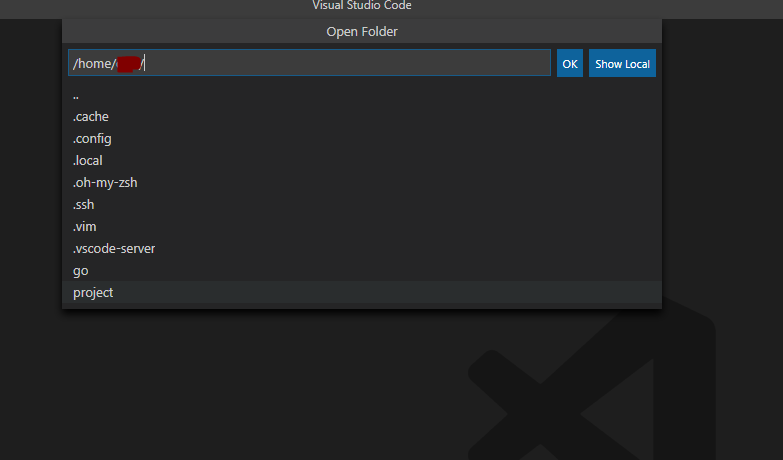 Visual Studio Code
Open Folder
/home/
OK
Show Local
..
.cache
.config
.local
.oh-my-zsh
.ssh
.vim
.vscode-server
go
project